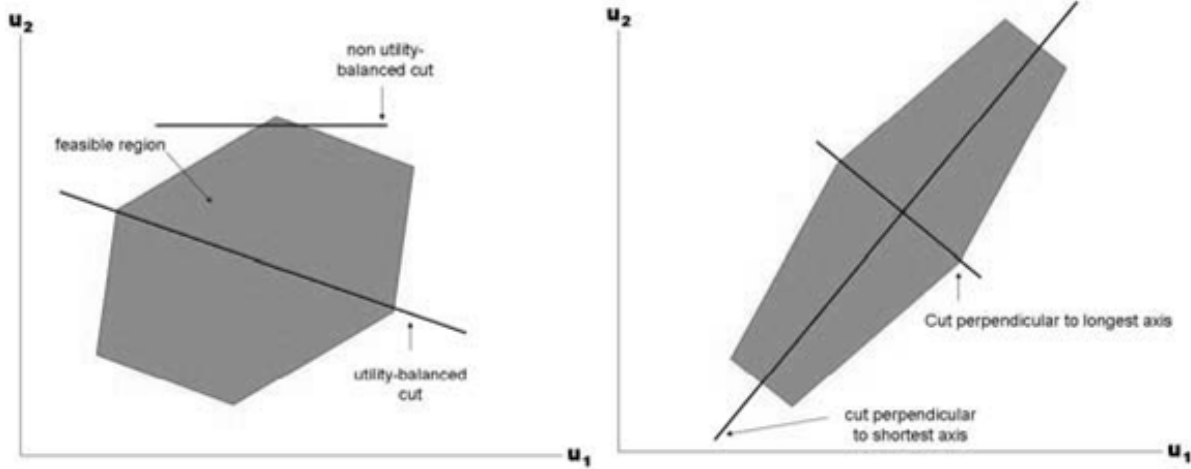 u2
non utility-
balanced cut
feasible region
utility-balanced
cut
u1
u2
Cut perpendicular to longest axis
cut perpendicular
to shortest axis
u1